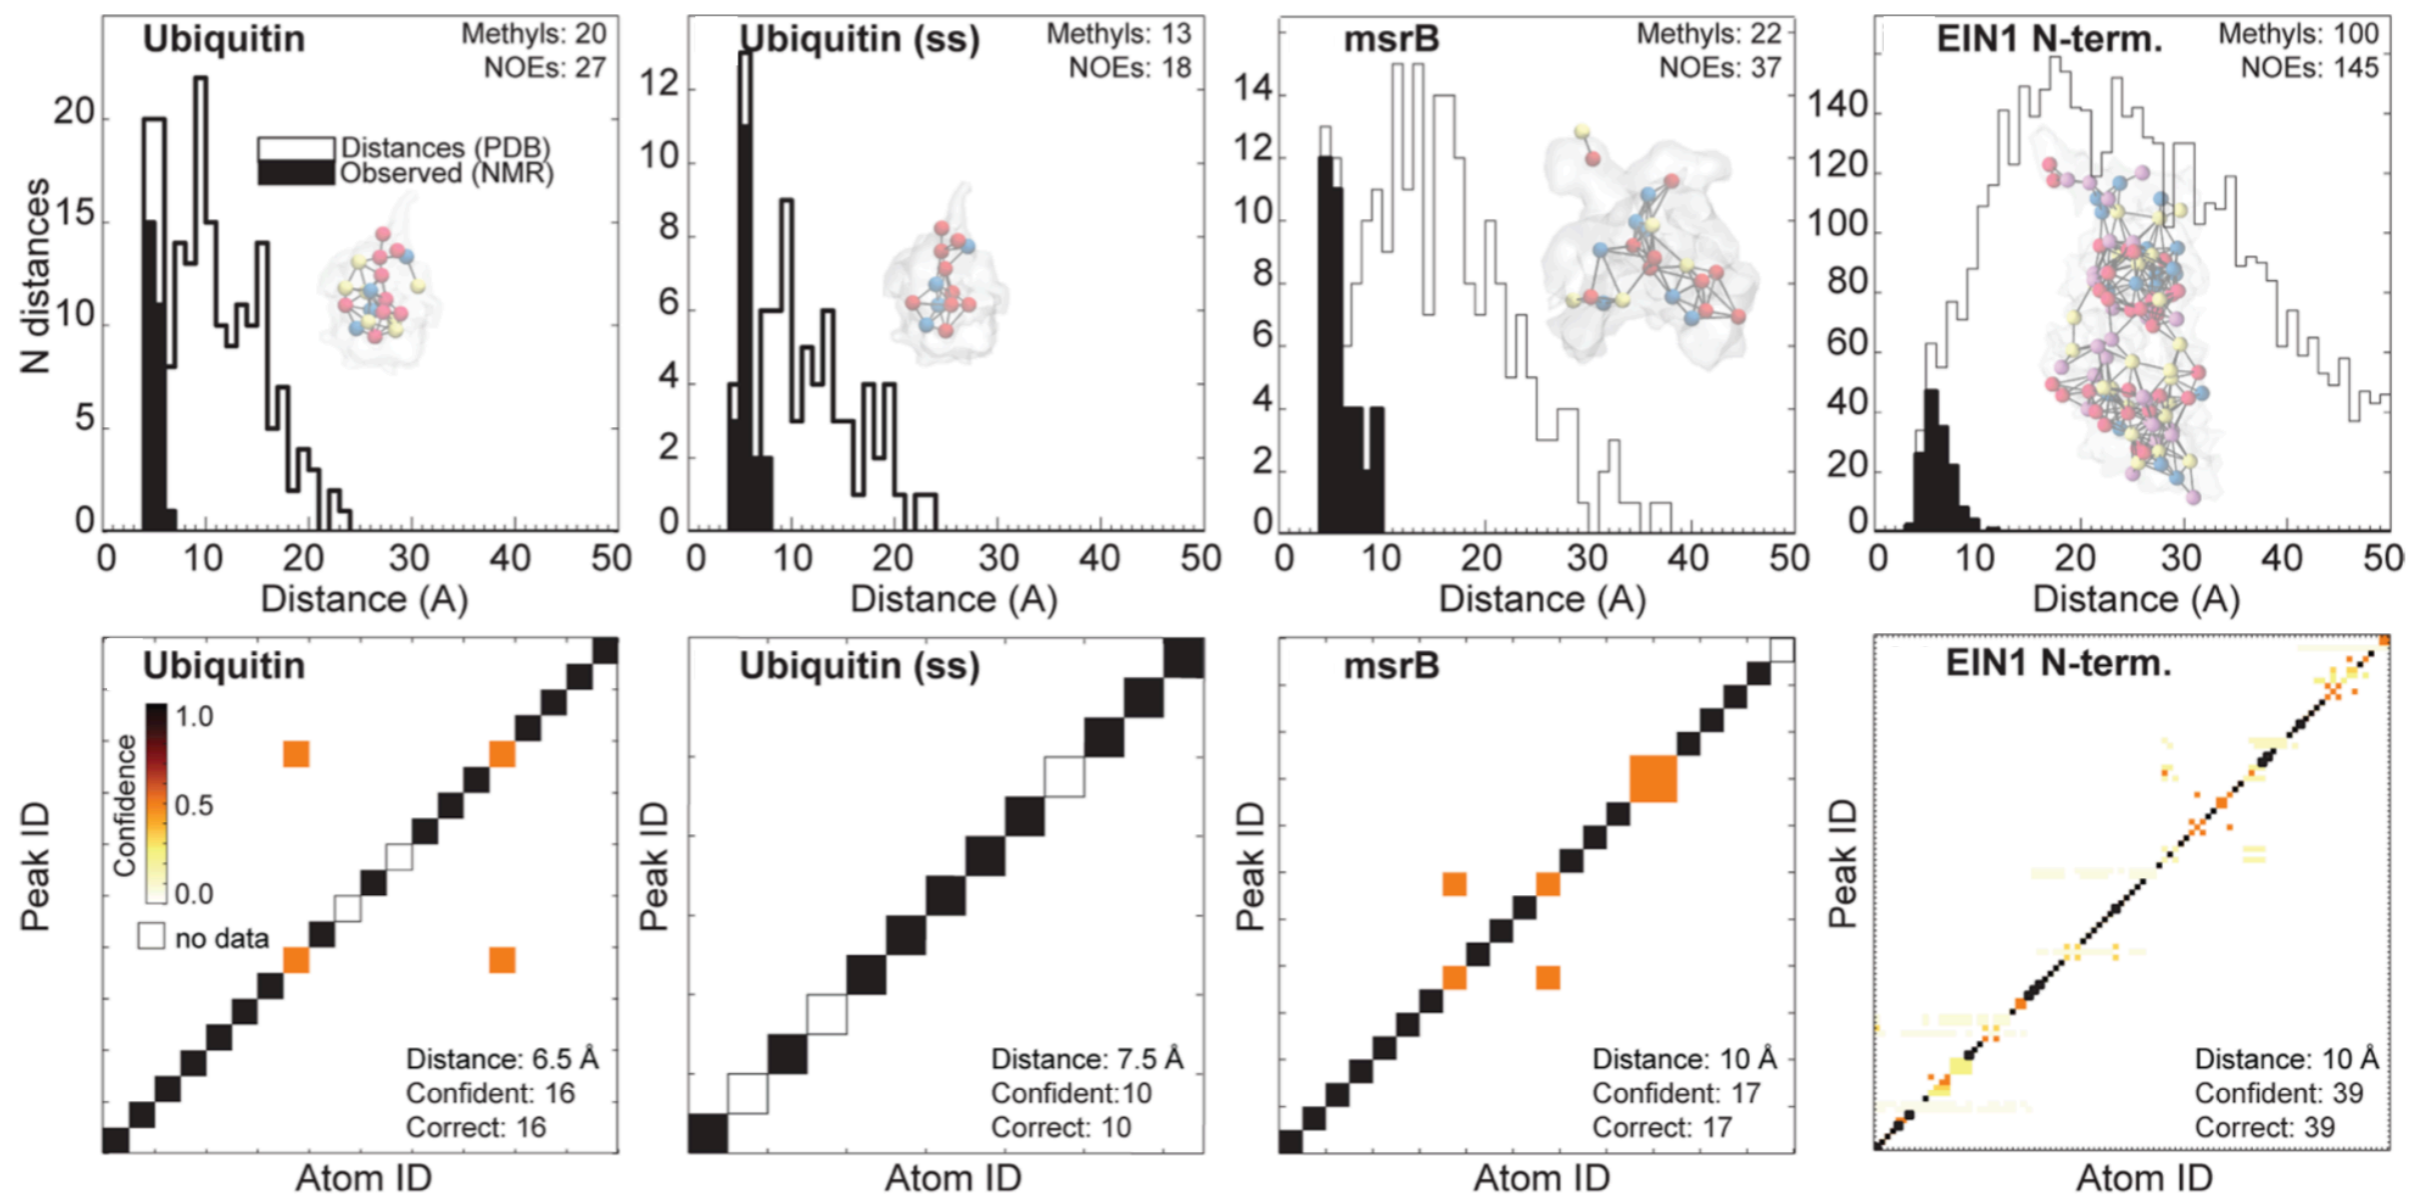 Ubiquitin
Methyls: 20
NOEs: 27
Distances (PDB)
Observed (NMR)
N distances
20
15
10
5
0
0 10 20 30 40 50
Distance (A)
Ubiquitin (ss)
Methyls: 13
NOEs: 18
12
10
8
6
4
2
0
0 10 20 30 40 50
Distance (A)
msrB
Methyls: 22
NOEs: 37
14
12
10
8
6
4
2
0
0 10 20 30 40 50
Distance (A)
EIN1 N-term.
Methyls: 100
NOEs: 145
140
120
100
80
60
40
20
0
0 10 20 30 40 50
Distance (A)
Ubiquitin
Confidence
1.0
0.5
0.0
no data
Peak ID
Distance: 6.5 Å
Confident: 16
Correct: 16
Atom ID
Ubiquitin (ss)
Peak ID
Distance: 7.5 Å
Confident:10
Correct: 10
Atom ID
msrB
Peak ID
Distance: 10 Å
Confident: 17
Correct: 17
Atom ID
EIN1 N-term.
Peak ID
Distance: 10 Å
Confident: 39
Correct: 39
Atom ID